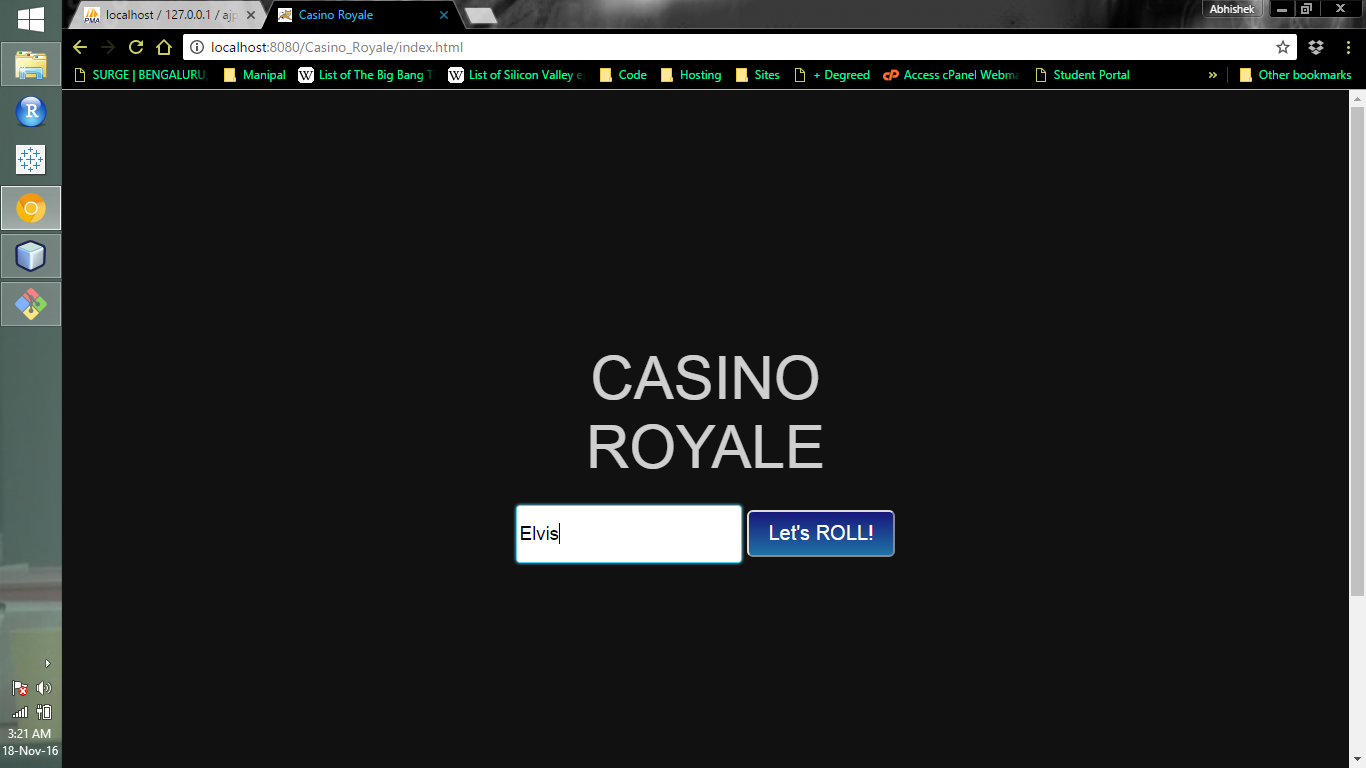 PMA
localhost / 127.0.0.1 / ajp
Casino Royale
Abhishek
localhost:8080/Casino_Royale/index.html
SURGE | BENGALURU
Manipal
W
List of The Big Bang T
W
List of Silicon Valley e
Code
Hosting
Sites
+ Degreed
cP
Access cPanel Webma
Student Portal
»
Other bookmarks
R
CASINO
ROYALE
Elvis
Let's ROLL!
3:21 AM
18-Nov-16